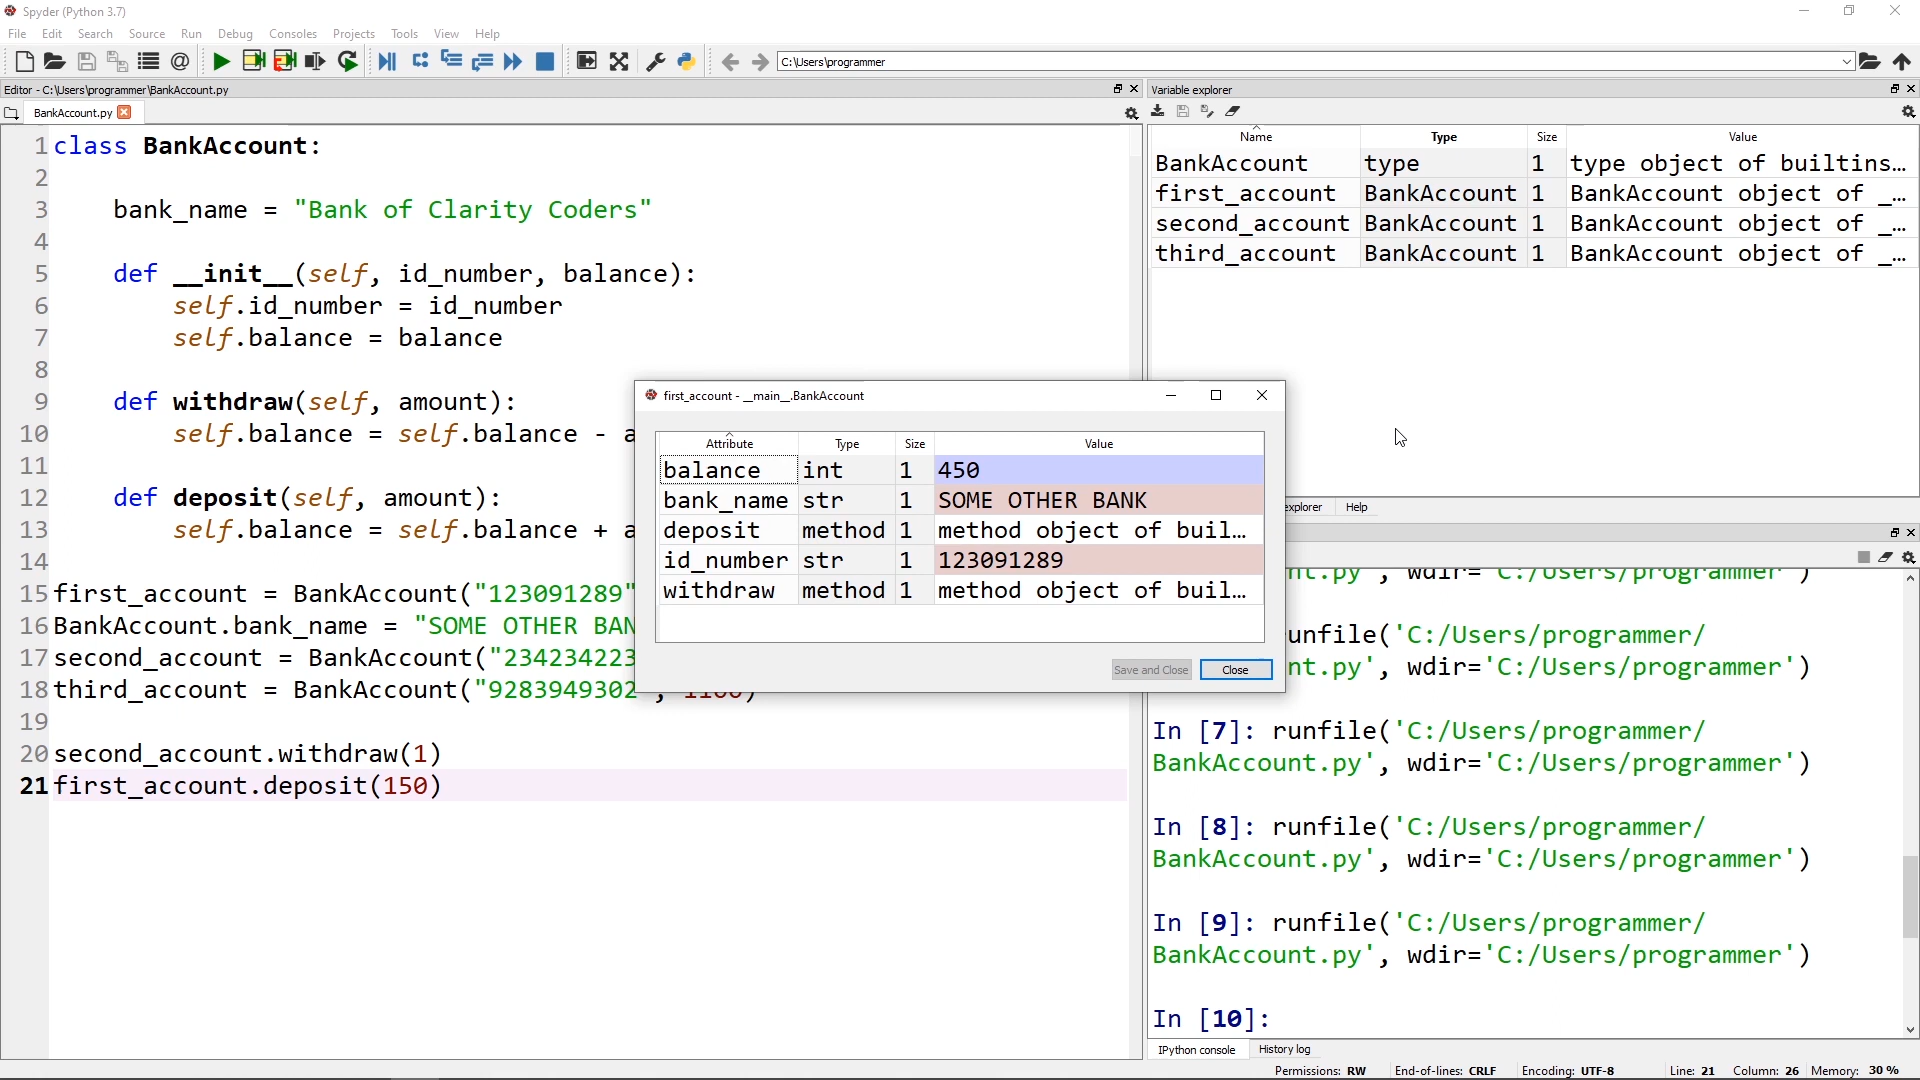 Spyder (Python 3.7)
File Edit Search Source Run Debug Consoles Projects Tools View Help
C:\Users\programmer
Editor - C:\Users\programmer\BankAccount.py
BankAccount.py
1 class BankAccount:
2
3 bank_name = "Bank of Clarity Coders"
4
5 def __init__(self, id_number, balance):
6 self.id_number = id_number
7 self.balance = balance
8
9 def withdraw(self, amount):
10 self.balance = self.balance - a
11
12 def deposit(self, amount):
13 self.balance = self.balance + a
14
15 first_account = BankAccount("123091289"
16 BankAccount.bank_name = "SOME OTHER BAN
17 second_account = BankAccount("234234223
18 third_account = BankAccount("9283949302", 1100)
19
20 second_account.withdraw(1)
21 first_account.deposit(150)
first_account - __main__.BankAccount
Attribute Type Size Value
balance int 1 450
bank_name str 1 SOME OTHER BANK
deposit method 1 method object of buil...
id_number str 1 123091289
withdraw method 1 method object of buil...
Save and Close Close
Variable explorer
Name Type Size Value
BankAccount type 1 type object of builtins...
first_account BankAccount 1 BankAccount object of _...
second_account BankAccount 1 BankAccount object of _...
third_account BankAccount 1 BankAccount object of _...
explorer Help
nt.py', wdir='C:/Users/programmer')
unfile('C:/Users/programmer/
nt.py', wdir='C:/Users/programmer')
In [7]: runfile('C:/Users/programmer/
BankAccount.py', wdir='C:/Users/programmer')
In [8]: runfile('C:/Users/programmer/
BankAccount.py', wdir='C:/Users/programmer')
In [9]: runfile('C:/Users/programmer/
BankAccount.py', wdir='C:/Users/programmer')
In [10]:
IPython console History log
Permissions: RW End-of-lines: CRLF Encoding: UTF-8 Line: 21 Column: 26 Memory: 30 %